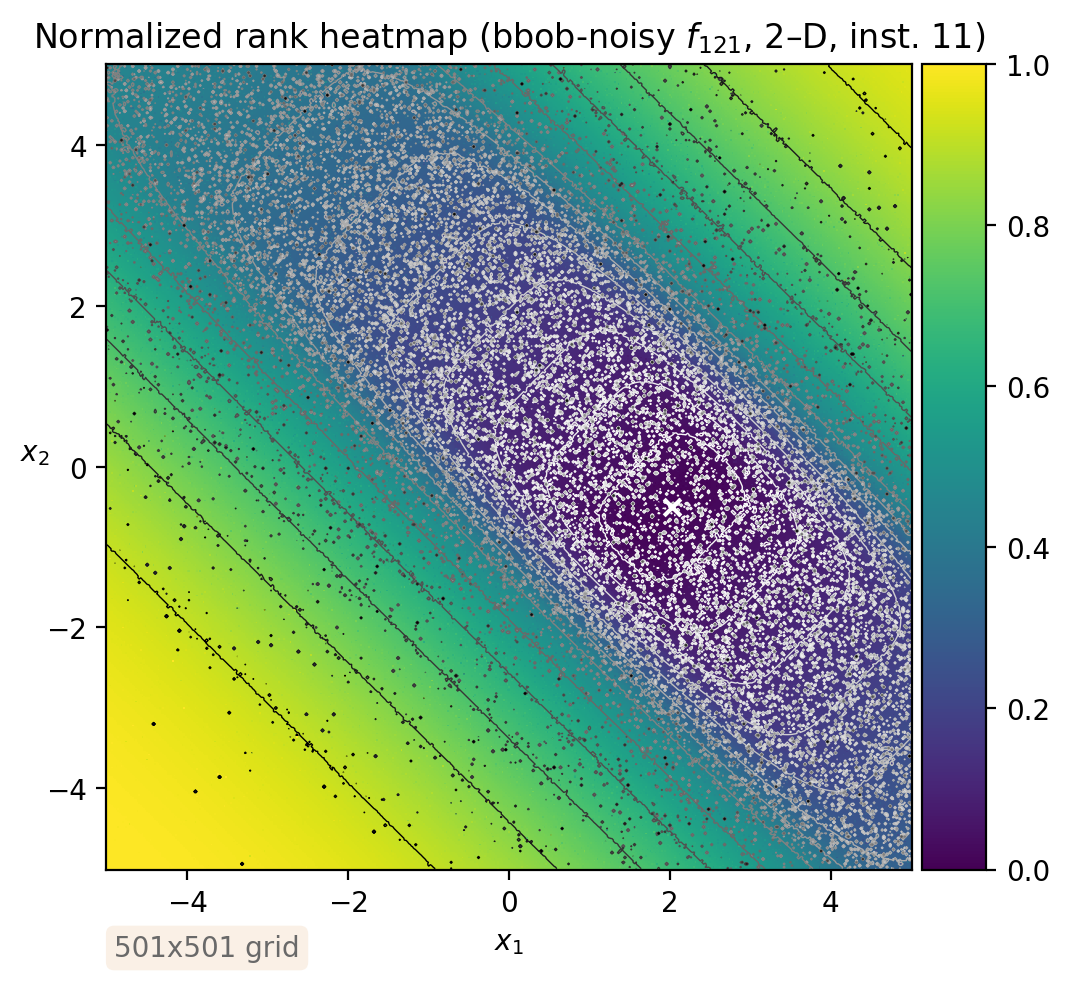 Normalized rank heatmap (bbob-noisy f₁₂₁, 2–D, inst. 11)
1.0
0.8
0.6
0.4
0.2
0.0
4
2
0
−2
−4
x₂
−4 −2 0 2 4
x₁
501x501 grid